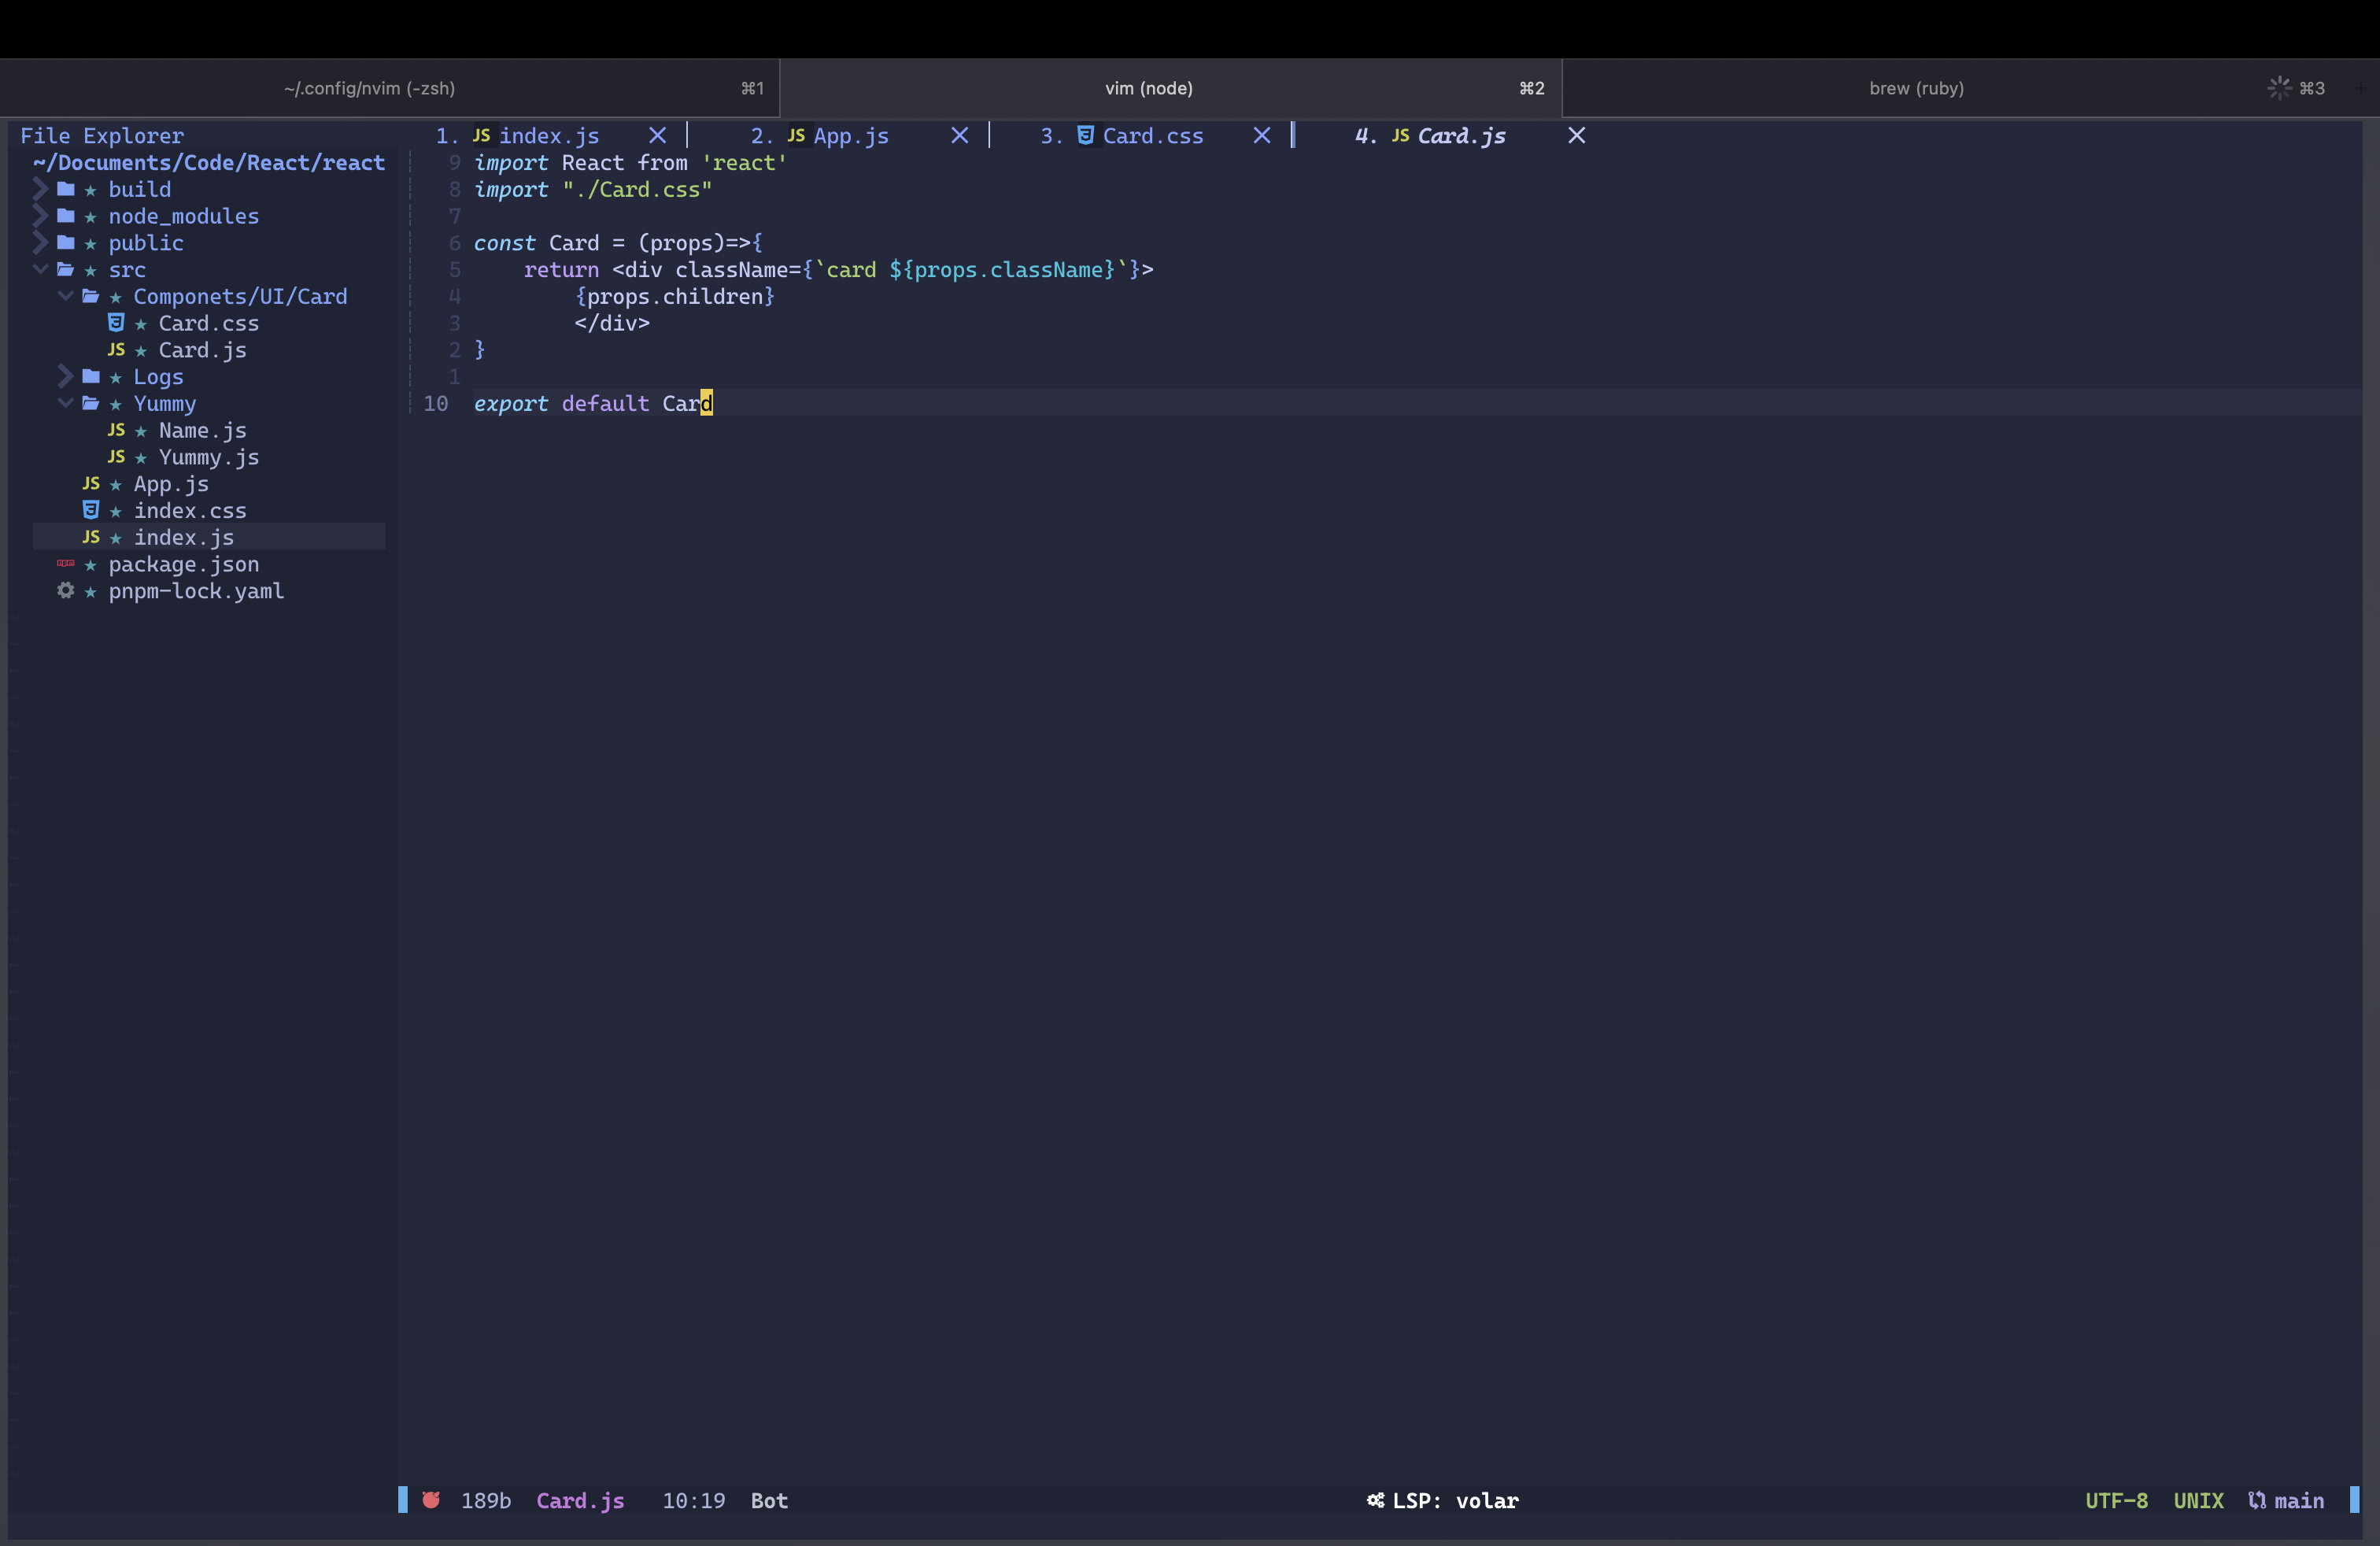 ~/.config/nvim (-zsh) ⌘1 vim (node) ⌘2 brew (ruby) ⌘3
File Explorer
~/Documents/Code/React/react
build
node_modules
public
src
Componets/UI/Card
Card.css
JS Card.js
Logs
Yummy
JS Name.js
JS Yummy.js
JS App.js
index.css
JS index.js
package.json
pnpm-lock.yaml
1. JS index.js 2. JS App.js 3. Card.css 4. JS Card.js
9 import React from 'react'
8 import "./Card.css"
7
6 const Card = (props)=>{
5     return <div className={`card ${props.className}`}>
4         {props.children}
3         </div>
2 }
1
10 export default Card
189b Card.js 10:19 Bot LSP: volar UTF-8 UNIX main